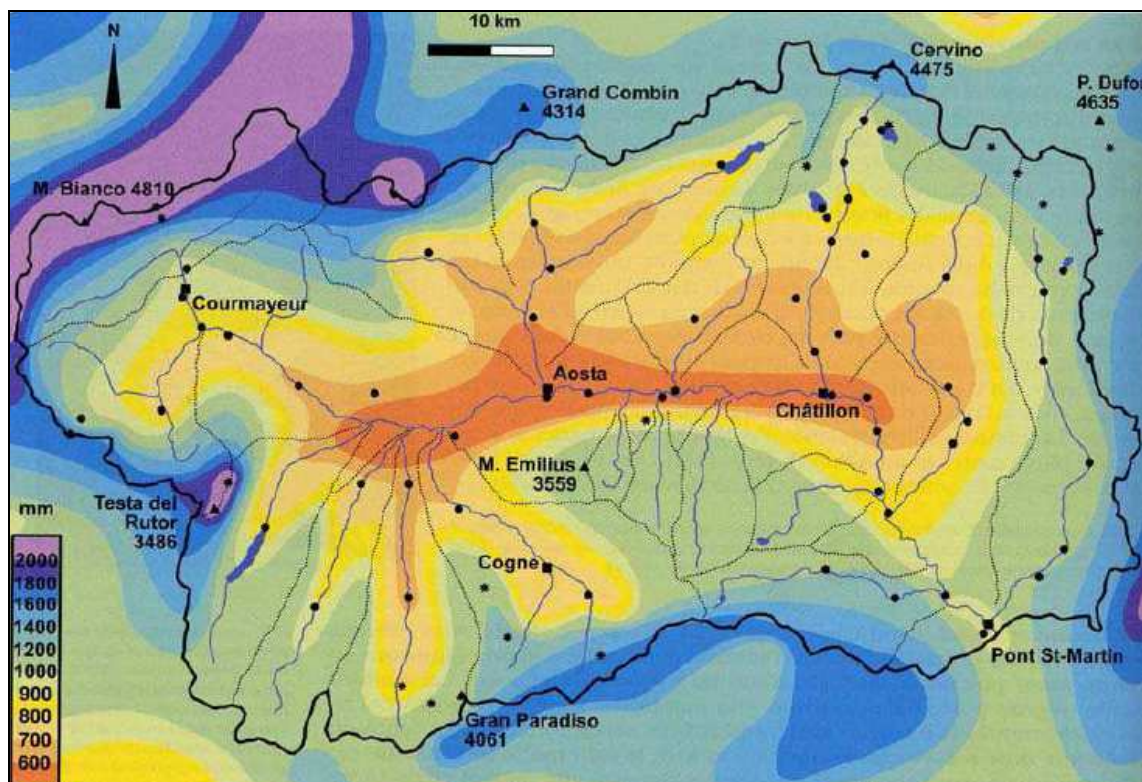 10 km
N
Cervino
4475
P. Dufor
4635
Grand Combin
4314
M. Bianco 4810
Courmayeur
Aosta
Châtillon
M. Emilius
3559
Testa del
Rutor
3486
mm
2000
1800
1600
1400
1200
1000
900
800
700
600
Cogne
Pont St-Martin
Gran Paradiso
4061